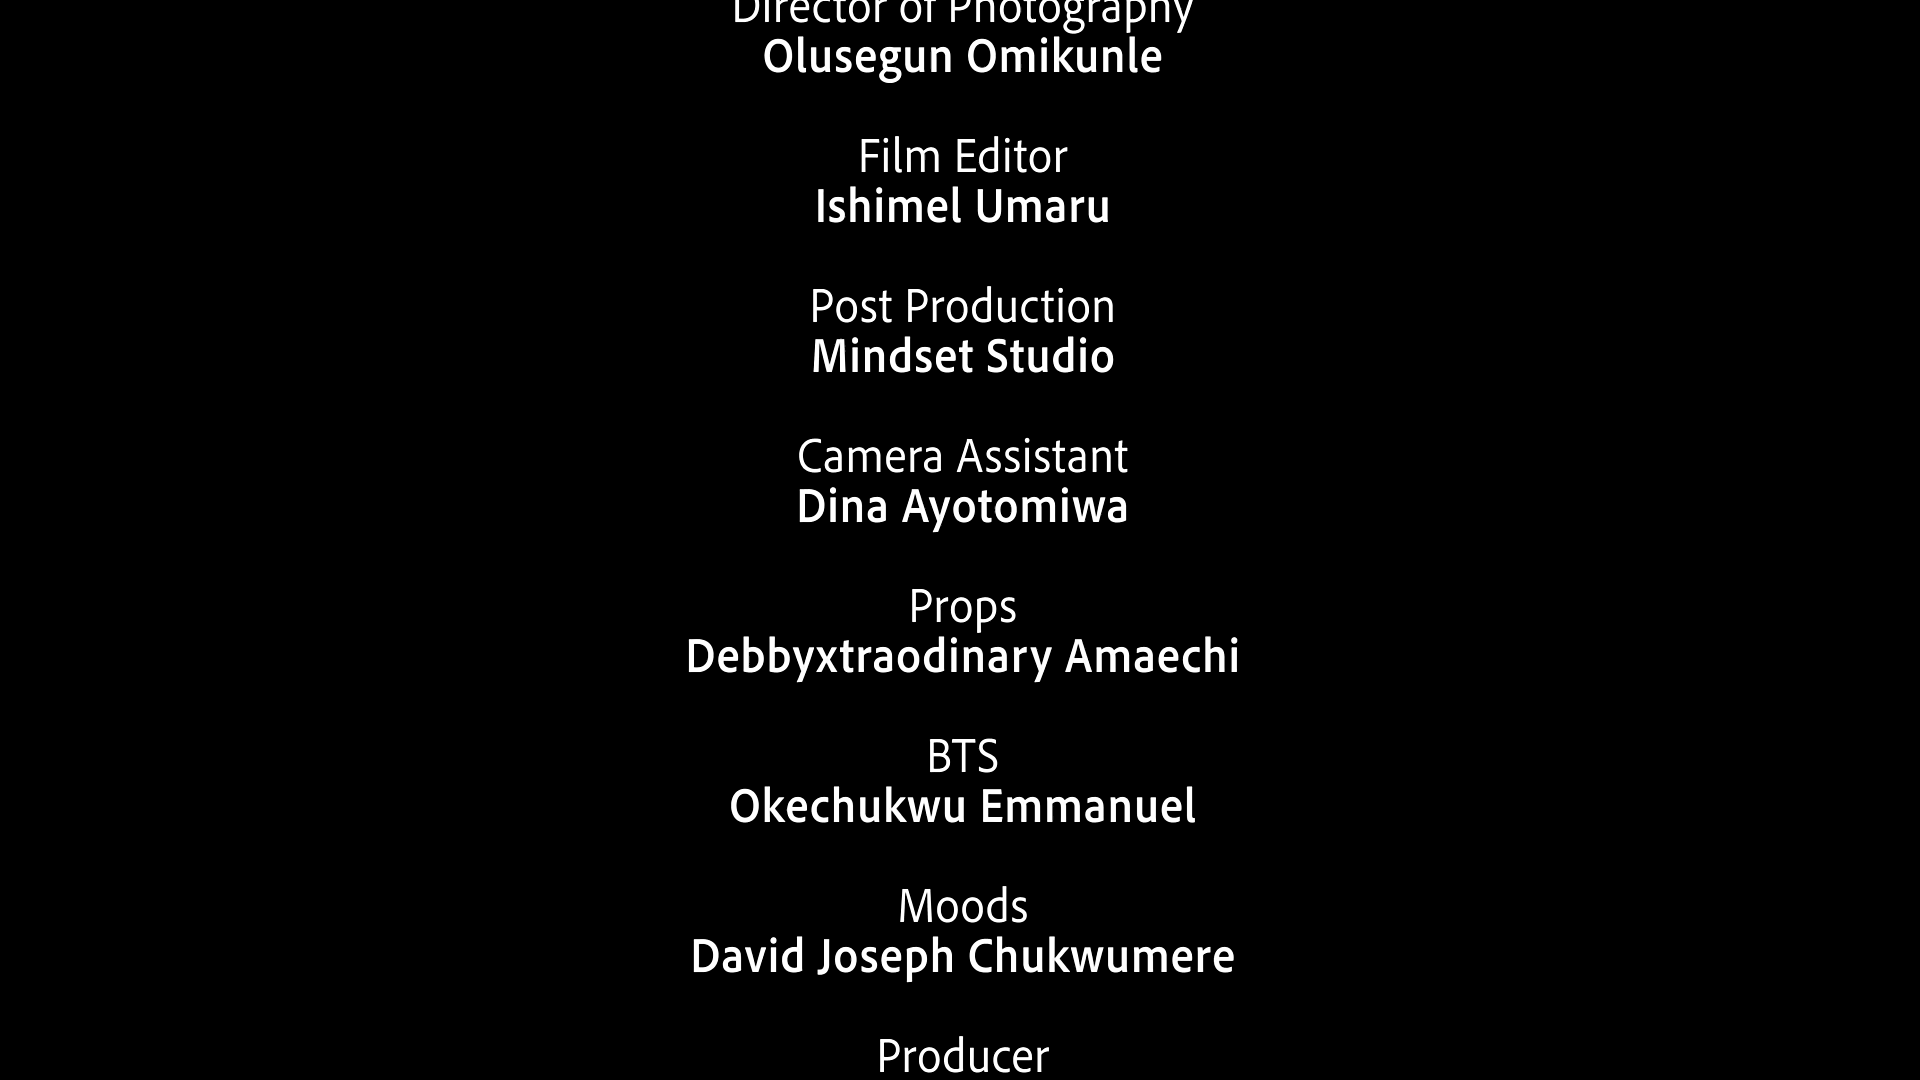 Director of Photography
Olusegun Omikunle
Film Editor
Ishimel Umaru
Post Production
Mindset Studio
Camera Assistant
Dina Ayotomiwa
Props
Debbyxtraodinary Amaechi
BTS
Okechukwu Emmanuel
Moods
David Joseph Chukwumere
Producer